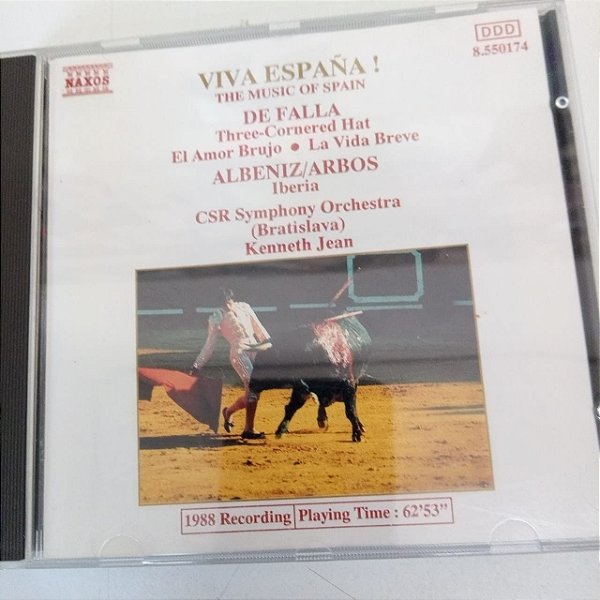 NAXOS
DDD
8.550174
VIVA ESPAÑA !
THE MUSIC OF SPAIN
DE FALLA
Three-Cornered Hat
El Amor Brujo • La Vida Breve
ALBENIZ/ARBOS
Iberia
CSR Symphony Orchestra
(Bratislava)
Kenneth Jean
1988 Recording Playing Time : 62'53"